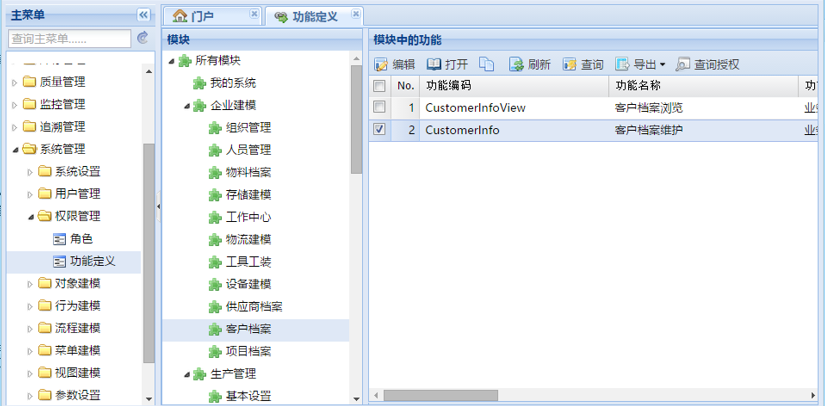 主菜单
查询主菜单......
质量管理
监控管理
追溯管理
系统管理
系统设置
用户管理
权限管理
角色
功能定义
对象建模
行为建模
流程建模
菜单建模
视图建模
参数设置
门户
功能定义
模块
所有模块
我的系统
企业建模
组织管理
人员管理
物料档案
存储建模
工作中心
物流建模
工具工装
设备建模
供应商档案
客户档案
项目档案
生产管理
基本设置
模块中的功能
编辑 打开 刷新 查询 导出 查询授权
No. 功能编码 功能名称
1 CustomerInfoView 客户档案浏览
2 CustomerInfo 客户档案维护